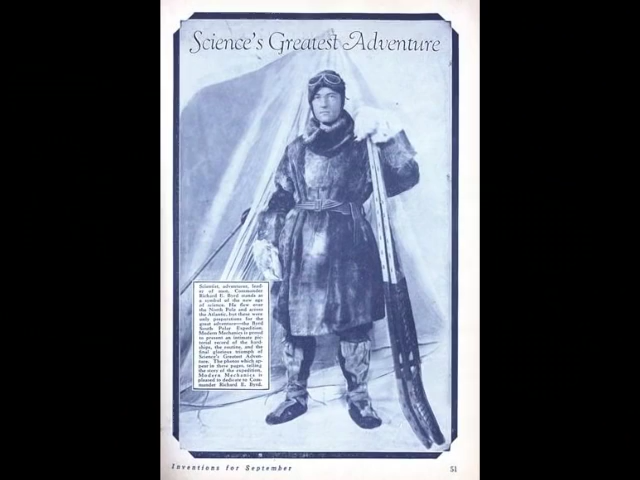 Science's Greatest Adventure
Scientist, adventurer, lead-
er of men, Commander
Richard E. Byrd stands as
a symbol of the new age
of science. He flew over
the North Pole and across
the Atlantic, but these were
only preparations for the
great adventure—the Byrd
South Polar Expedition.
Modern Mechanics is proud
to present an intimate pic-
torial record of the hard-
ships, the routine, and the
final glorious triumph of
Science's Greatest Adven-
ture. The photos which ap-
pear in these pages, telling
the story of the expedition,
Modern Mechanics is
pleased to dedicate to Com-
mander Richard E. Byrd.
Inventions for September
51